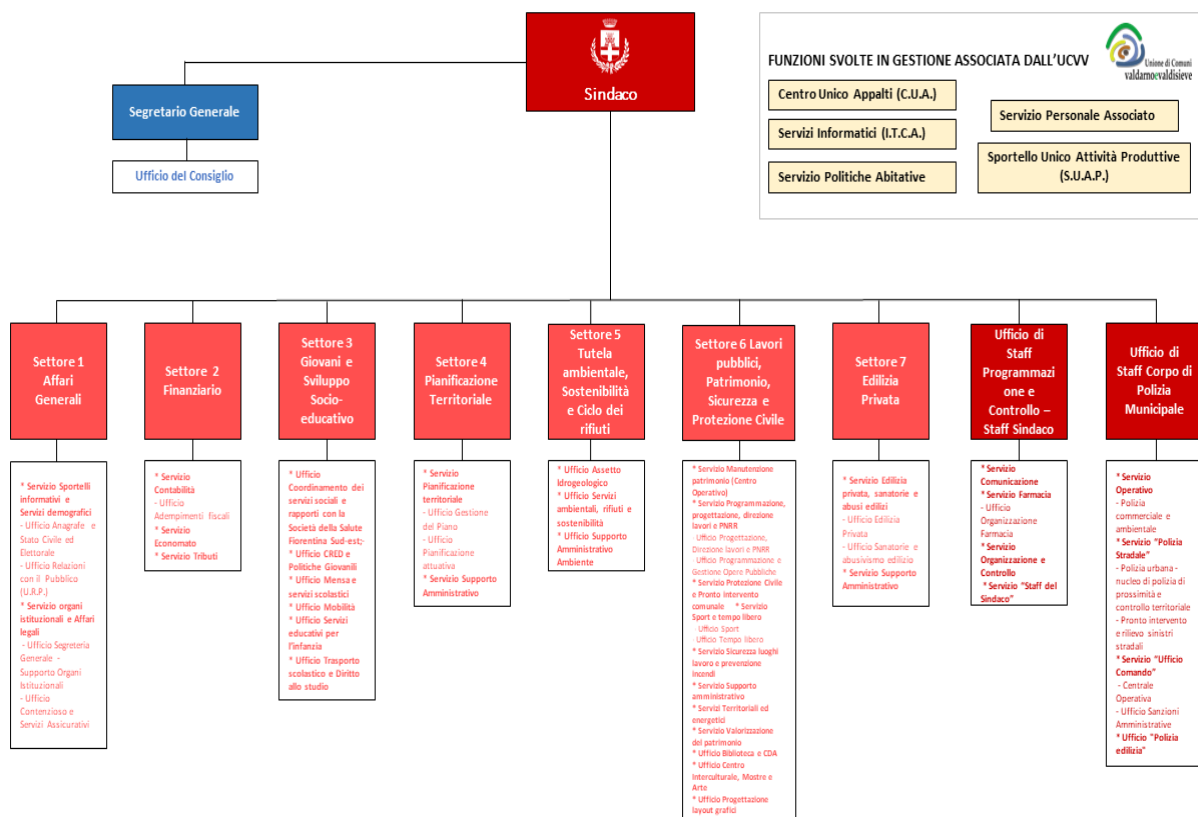 Sindaco
Segretario Generale
Ufficio del Consiglio
FUNZIONI SVOLTE IN GESTIONE ASSOCIATA DALL'UCVV
Unione di Comuni
valdarnoevaldisieve
Centro Unico Appalti (C.U.A.)
Servizi Informatici (I.T.C.A.)
Servizio Politiche Abitative
Servizio Personale Associato
Sportello Unico Attività Produttive
(S.U.A.P.)
Settore 1
Affari
Generali
* Servizio Sportelli
informativi e
Servizi demografici
- Ufficio Anagrafe e
Stato Civile ed
Elettorale
- Ufficio Relazioni
con il Pubblico
(U.R.P.)
* Servizio organi
istituzionali e Affari
legali
- Ufficio Segreteria
Generale -
Supporto Organi
Istituzionali
- Ufficio
Contenzioso e
Servizi Assicurativi
Settore 2
Finanziario
* Servizio
Contabilità
- Ufficio
Adempimenti fiscali
* Servizio
Economato
* Servizio Tributi
Settore 3
Giovani e
Sviluppo
Socio-
educativo
* Ufficio
Coordinamento dei
servizi sociali e
rapporti con la
Società della Salute
Fiorentina Sud-est;
* Ufficio CRED e
Politiche Giovanili
* Ufficio Mensa e
servizi scolastici
* Ufficio Mobilità
* Ufficio Servizi
educativi per
l'infanzia
* Ufficio Trasporto
scolastico e Diritto
allo studio
Settore 4
Pianificazione
Territoriale
* Servizio
Pianificazione
territoriale
- Ufficio Gestione
del Piano
- Ufficio
Pianificazione
attuativa
* Servizio Supporto
Amministrativo
Settore 5
Tutela
ambientale,
Sostenibilità
e Ciclo dei
rifiuti
* Ufficio Assetto
Idrogeologico
* Ufficio Servizi
ambientali, rifiuti e
sostenibilità
* Ufficio Supporto
Amministrativo
Ambiente
Settore 6 Lavori
pubblici,
Patrimonio,
Sicurezza e
Protezione Civile
* Servizio Manutenzione
patrimonio (Centro
Operativo)
* Servizio Programmazione,
progettazione, direzione
lavori e PNRR
- Ufficio Progettazione,
Direzione lavori e PNRR
- Ufficio Programmazione e
Gestione Opere Pubbliche
* Servizio Protezione Civile
e Pronto intervento
comunale * Servizio
Sport e tempo libero
- Ufficio Sport
- Ufficio Tempo libero
* Servizio Sicurezza luoghi
lavoro e prevenzione
incendi
* Servizio Supporto
amministrativo
* Servizi Territoriali ed
energetici
* Servizio Valorizzazione
del patrimonio
* Ufficio Biblioteca e CDA
* Ufficio Centro
Interculturale, Mostre e
Arte
* Ufficio Progettazione
layout grafici
Settore 7
Edilizia
Privata
* Servizio Edilizia
privata, sanatorie e
abusi edilizi
- Ufficio Edilizia
Privata
- Ufficio Sanatorie e
abusivismo edilizio
* Servizio Supporto
Amministrativo
Ufficio di
Staff
Programmazi
one e
Controllo –
Staff Sindaco
* Servizio
Comunicazione
* Servizio Farmacia
- Ufficio
Organizzazione
Farmacia
* Servizio
Organizzazione e
Controllo
* Servizio "Staff del
Sindaco"
Ufficio di
Staff Corpo di
Polizia
Municipale
* Servizio
Operativo
- Polizia
commerciale e
ambientale
* Servizio "Polizia
Stradale"
- Polizia urbana -
nucleo di polizia di
prossimità e
controllo territoriale
- Pronto intervento
e rilievo sinistri
stradali
* Servizio "Ufficio
Comando"
- Centrale
Operativa
- Ufficio Sanzioni
Amministrative
* Ufficio "Polizia
edilizia"